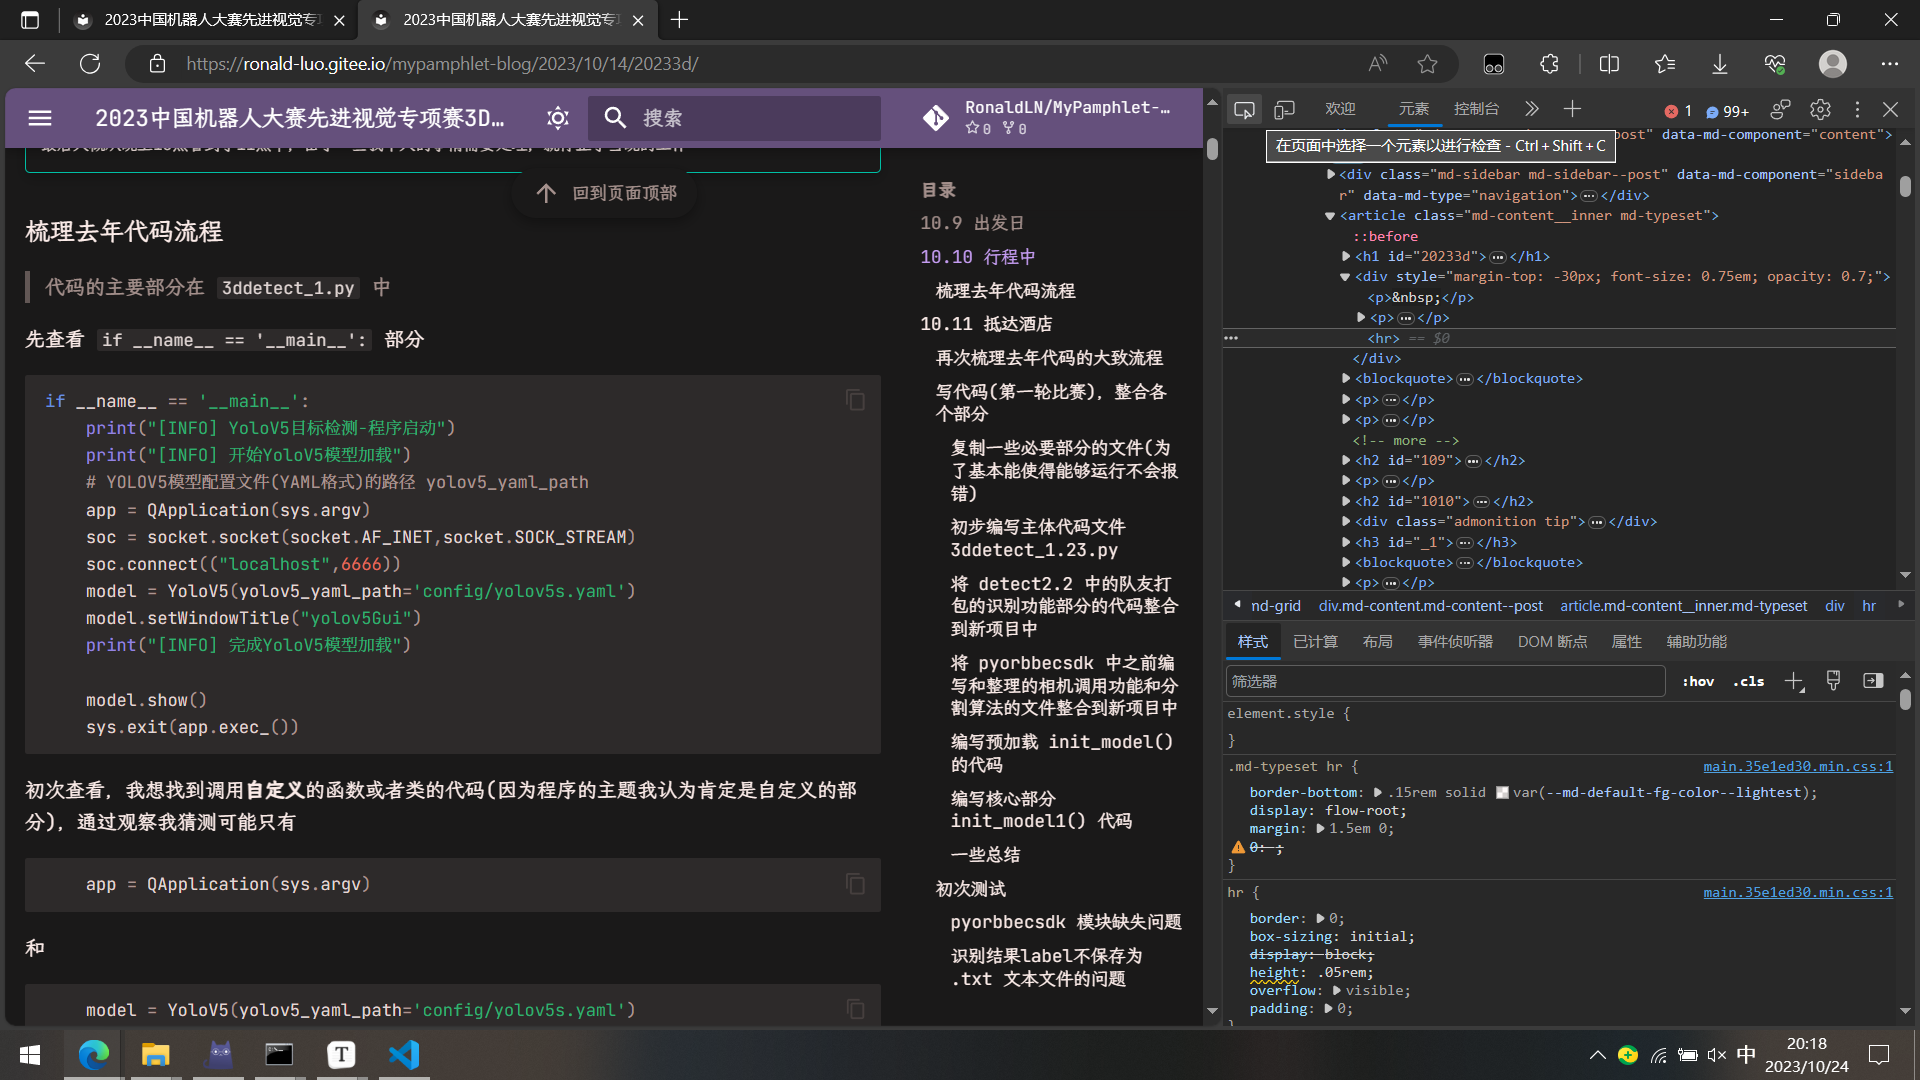 2023中国机器人大赛先进视觉专项
2023中国机器人大赛先进视觉专项
https://ronald-luo.gitee.io/mypamphlet-blog/2023/10/14/20233d/
2023中国机器人大赛先进视觉专项赛3D...
搜索
RonaldLN/MyPamphlet-...
0 0
回到页面顶部
梳理去年代码流程
代码的主要部分在 3ddetect_1.py 中
先查看 if __name__ == '__main__': 部分
if __name__ == '__main__':
    print("[INFO] YoloV5目标检测-程序启动")
    print("[INFO] 开始YoloV5模型加载")
    # YOLOV5模型配置文件(YAML格式)的路径 yolov5_yaml_path
    app = QApplication(sys.argv)
    soc = socket.socket(socket.AF_INET,socket.SOCK_STREAM)
    soc.connect(("localhost",6666))
    model = YoloV5(yolov5_yaml_path='config/yolov5s.yaml')
    model.setWindowTitle("yolov5Gui")
    print("[INFO] 完成YoloV5模型加载")
    model.show()
    sys.exit(app.exec_())
初次查看, 我想找到调用自定义的函数或者类的代码(因为程序的主题我认为肯定是自定义的部
分), 通过观察我猜测可能只有
    app = QApplication(sys.argv)
和
    model = YoloV5(yolov5_yaml_path='config/yolov5s.yaml')
目录
10.9 出发日
10.10 行程中
梳理去年代码流程
10.11 抵达酒店
再次梳理去年代码的大致流程
写代码(第一轮比赛), 整合各
个部分
复制一些必要部分的文件(为
了基本能使得能够运行不会报
错)
初步编写主体代码文件
3ddetect_1.23.py
将 detect2.2 中的队友打
包的识别功能部分的代码整合
到新项目中
将 pyorbbecsdk 中之前编
写和整理的相机调用功能和分
割算法的文件整合到新项目中
编写预加载 init_model()
的代码
编写核心部分
init_model1() 代码
一些总结
初次测试
pyorbbecsdk 模块缺失问题
识别结果label不保存为
.txt 文本文件的问题
欢迎 元素 控制台 1 99+
post" data-md-component="content">
在页面中选择一个元素以进行检查 - Ctrl + Shift + C
<div class="md-sidebar md-sidebar--post" data-md-component="sideba
r" data-md-type="navigation"> ··· </div>
<article class="md-content__inner md-typeset">
::before
<h1 id="20233d"> ··· </h1>
<div style="margin-top: -30px; font-size: 0.75em; opacity: 0.7;">
<p>&nbsp;</p>
<p> ··· </p>
<hr> == $0
</div>
<blockquote> ··· </blockquote>
<p> ··· </p>
<p> ··· </p>
<!-- more -->
<h2 id="109"> ··· </h2>
<p> ··· </p>
<h2 id="1010"> ··· </h2>
<div class="admonition tip"> ··· </div>
<h3 id="_1"> ··· </h3>
<blockquote> ··· </blockquote>
<p> ··· </p>
nd-grid div.md-content.md-content--post article.md-content__inner.md-typeset div hr
样式 已计算 布局 事件侦听器 DOM 断点 属性 辅助功能
筛选器 :hov .cls
element.style {
}
.md-typeset hr { main.35e1ed30.min.css:1
border-bottom: .15rem solid var(--md-default-fg-color--lightest);
display: flow-root;
margin: 1.5em 0;
0: ;
}
hr { main.35e1ed30.min.css:1
border: 0;
box-sizing: initial;
display: block;
height: .05rem;
overflow: visible;
padding: 0;
}
T
中
20:18
2023/10/24